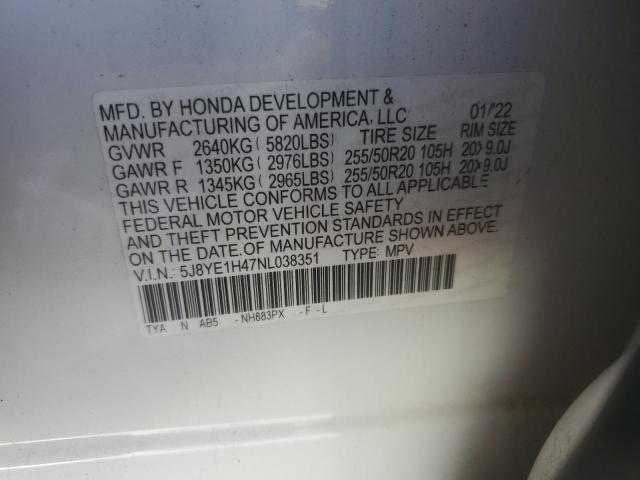 MFD. BY HONDA DEVELOPMENT &
MANUFACTURING OF AMERICA, LLC 01/'22
GVWR 2640KG ( 5820LBS) TIRE SIZE RIM SIZE
GAWR F 1350KG ( 2976LBS) 255/50R20 105H 20X9.0J
GAWR R 1345KG ( 2965LBS) 255/50R20 105H 20X9.0J
THIS VEHICLE CONFORMS TO ALL APPLICABLE
FEDERAL MOTOR VEHICLE SAFETY
AND THEFT PREVENTION STANDARDS IN EFFECT
ON THE DATE OF MANUFACTURE SHOWN ABOVE.
V.I.N.: 5J8YE1H47NL038351 TYPE: MPV
TYA N AB5 -NH883PX -F -L